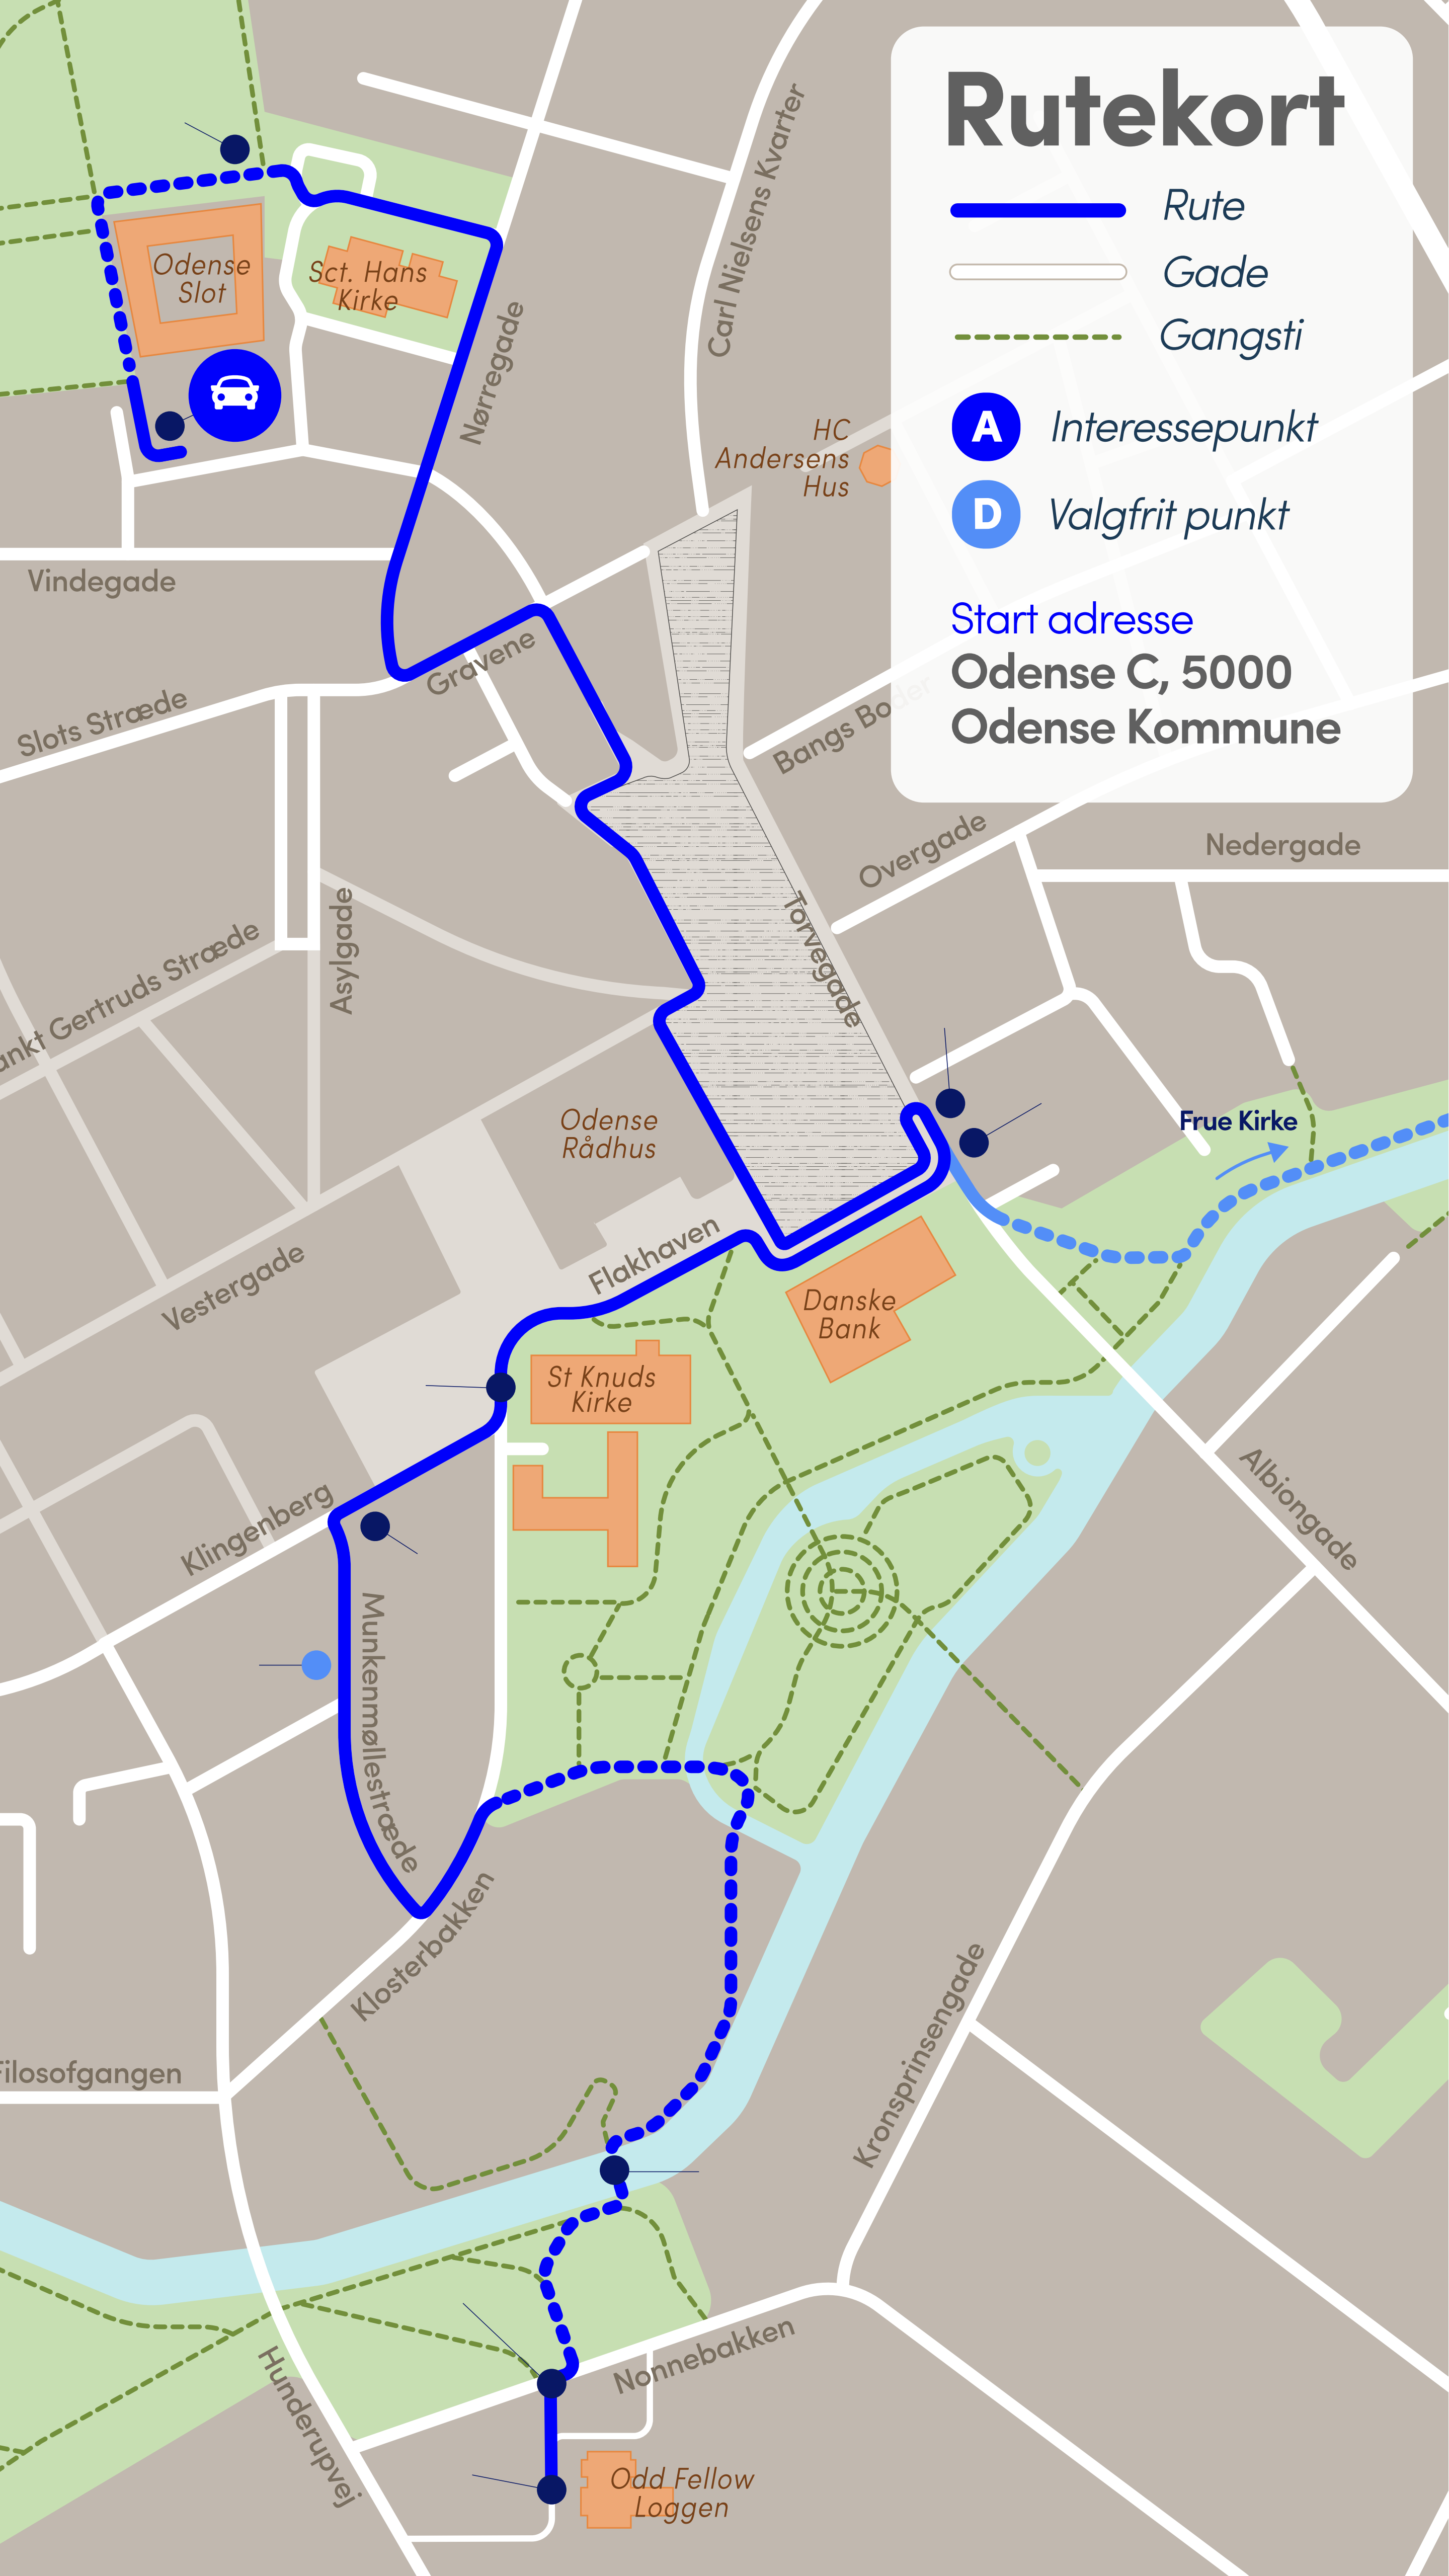 Rutekort
Rute
Gade
Gangsti
A Interessepunkt
D Valgfrit punkt
Start adresse
Odense C, 5000
Odense Kommune
Carl Nielsens Kvarter
Odense
Slot
Sct. Hans
Kirke
Nørregade
HC
Andersens
Hus
Vindegade
Gravene
Slots Stræde
Bangs Boder
Overgade
Nedergade
Torvegade
Asylgade
ankt Gertruds Stræde
Odense
Rådhus
Frue Kirke
Flakhaven
Vestergade
Danske
Bank
St Knuds
Kirke
Klingenberg
Albiongade
Munkenmøllestræde
Klosterbakken
Filosofgangen
Kronsprinsengade
Nonnebakken
Hunderupvej
Odd Fellow
Loggen